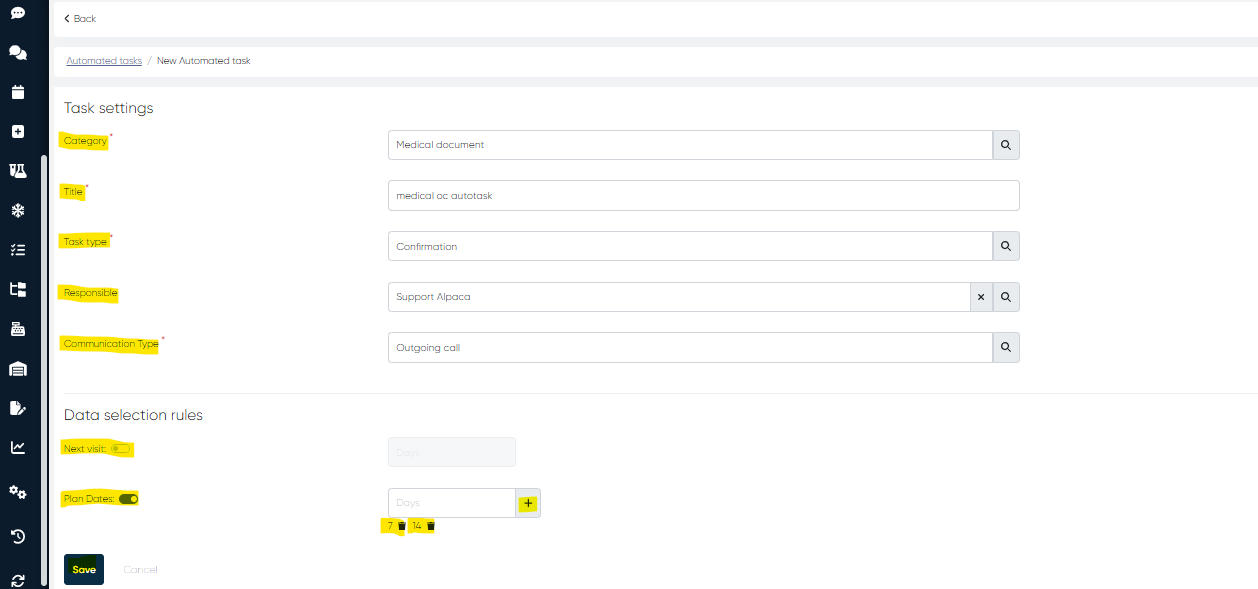 Back
Automated tasks / New Automated task
Task settings
Category *
Medical document
Title *
medical oc autotask
Task type *
Confirmation
Responsible
Support Alpaca
Communication Type *
Outgoing call
Data selection rules
Next visit:
Days
Plan Dates:
Days
7 14
Save Cancel